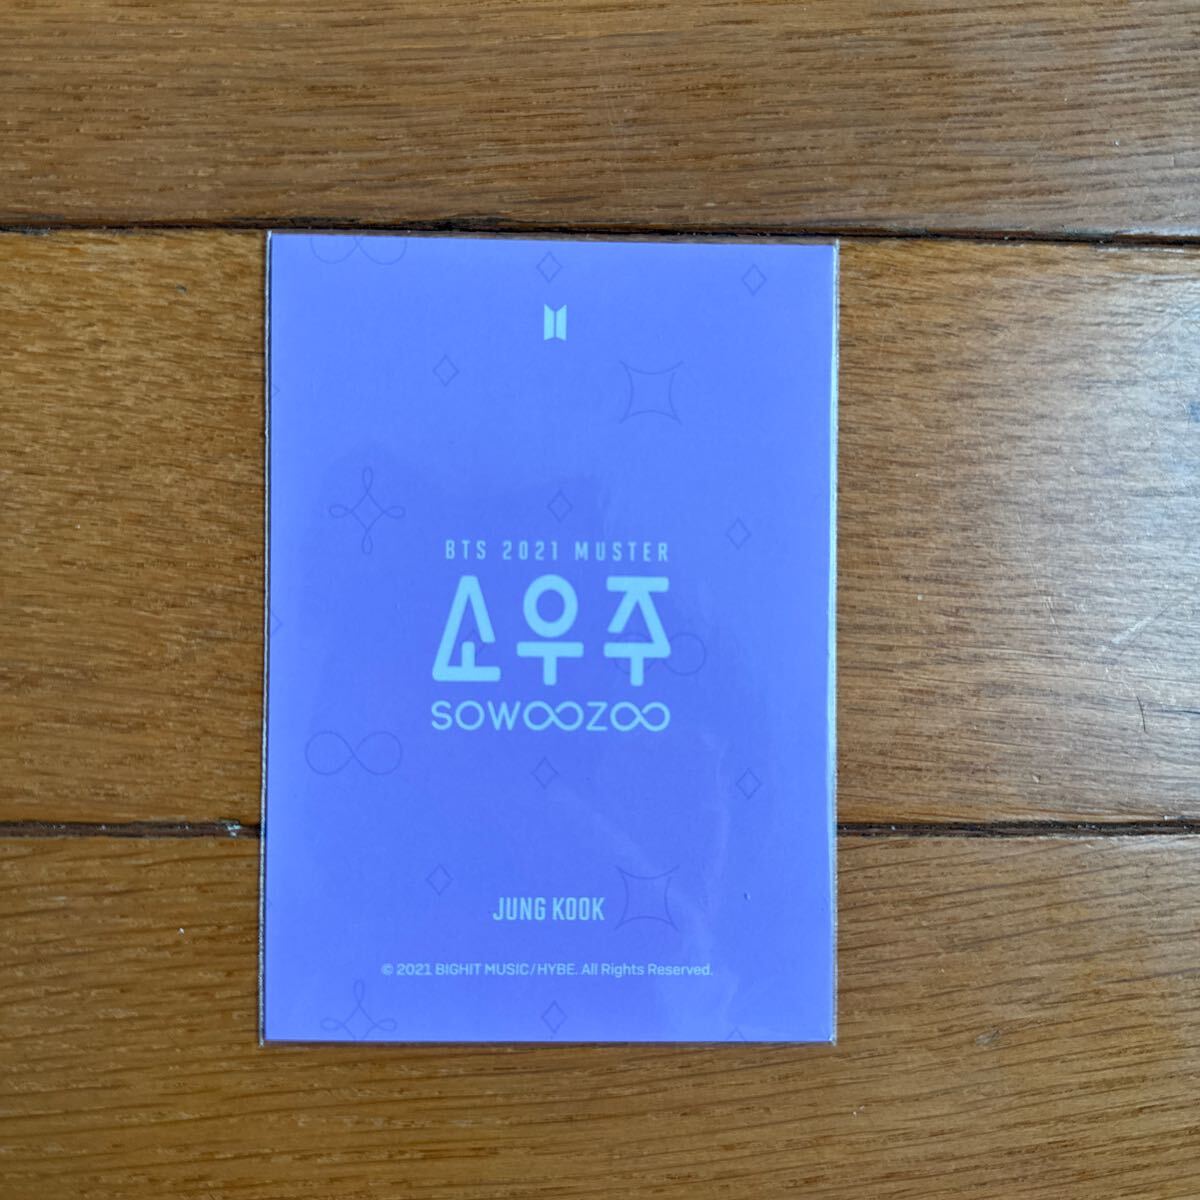 BTS 2021 MUSTER
소우주
SOWOOZOO
JUNG KOOK
© 2021 BIGHIT MUSIC/HYBE. All Rights Reserved.